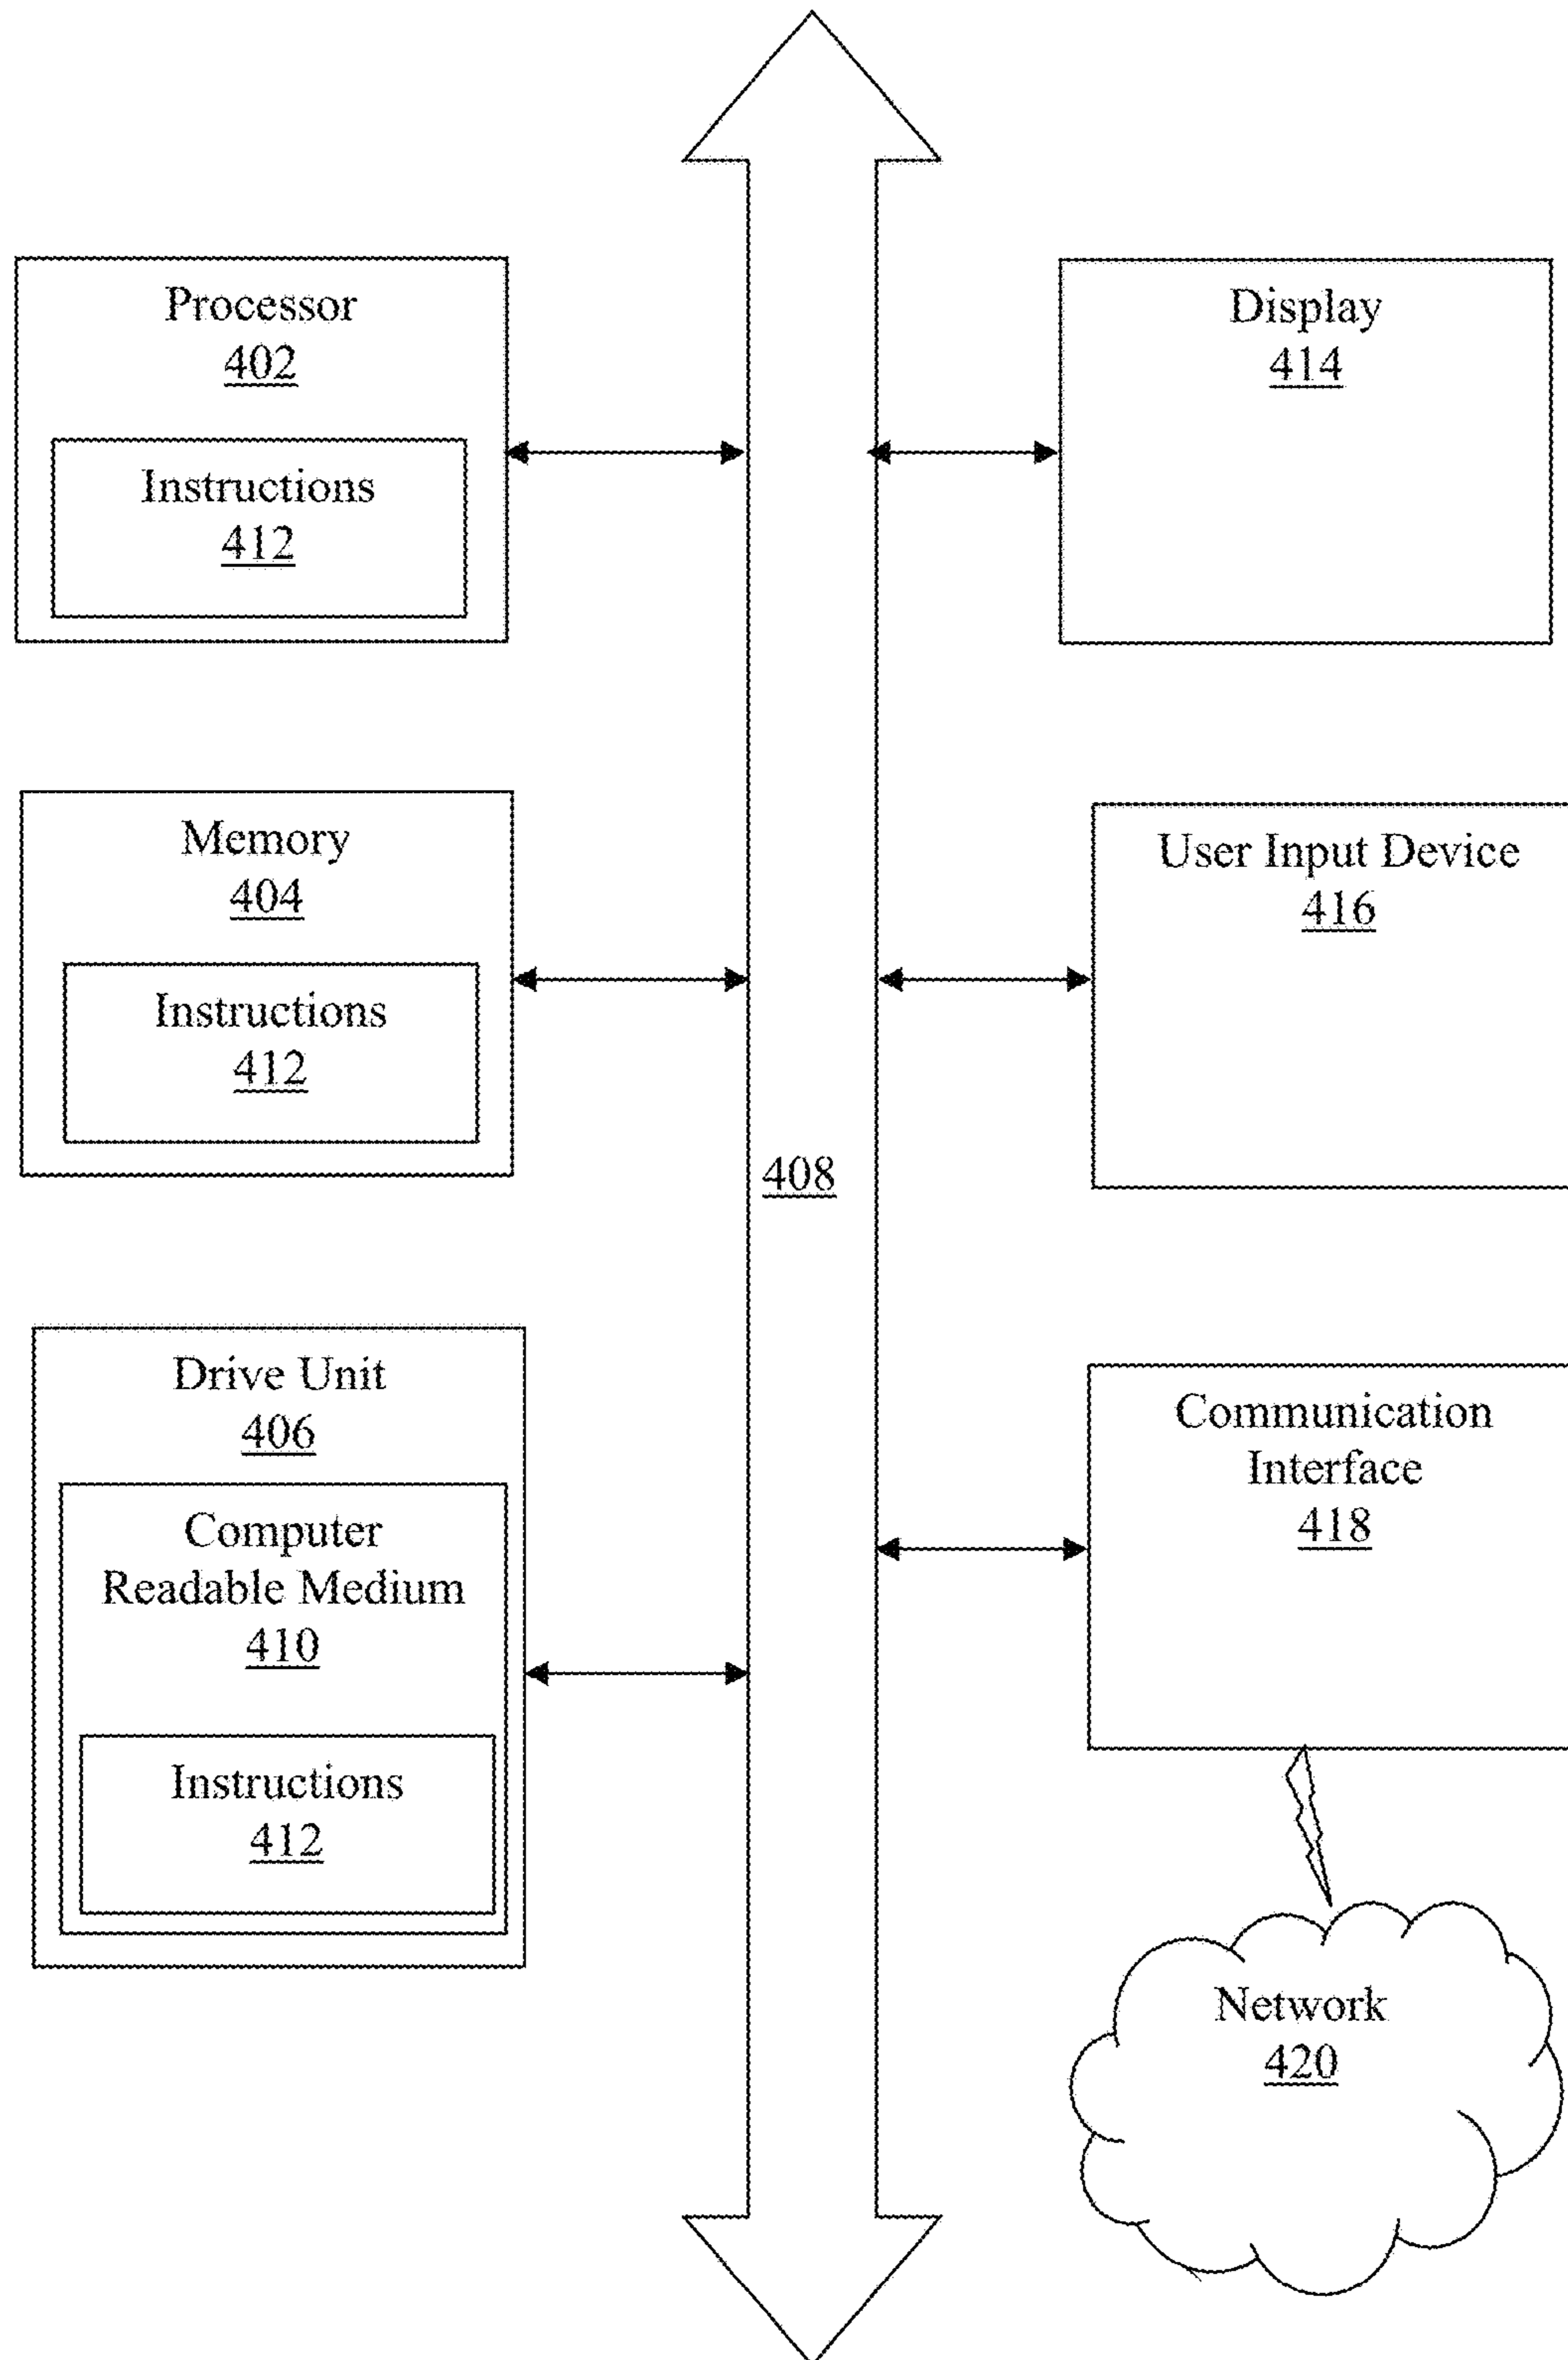 Processor
402
Instructions
412
Memory
404
Instructions
412
Drive Unit
406
Computer
Readable Medium
410
Instructions
412
408
Display
414
User Input Device
416
Communication
Interface
418
Network
420